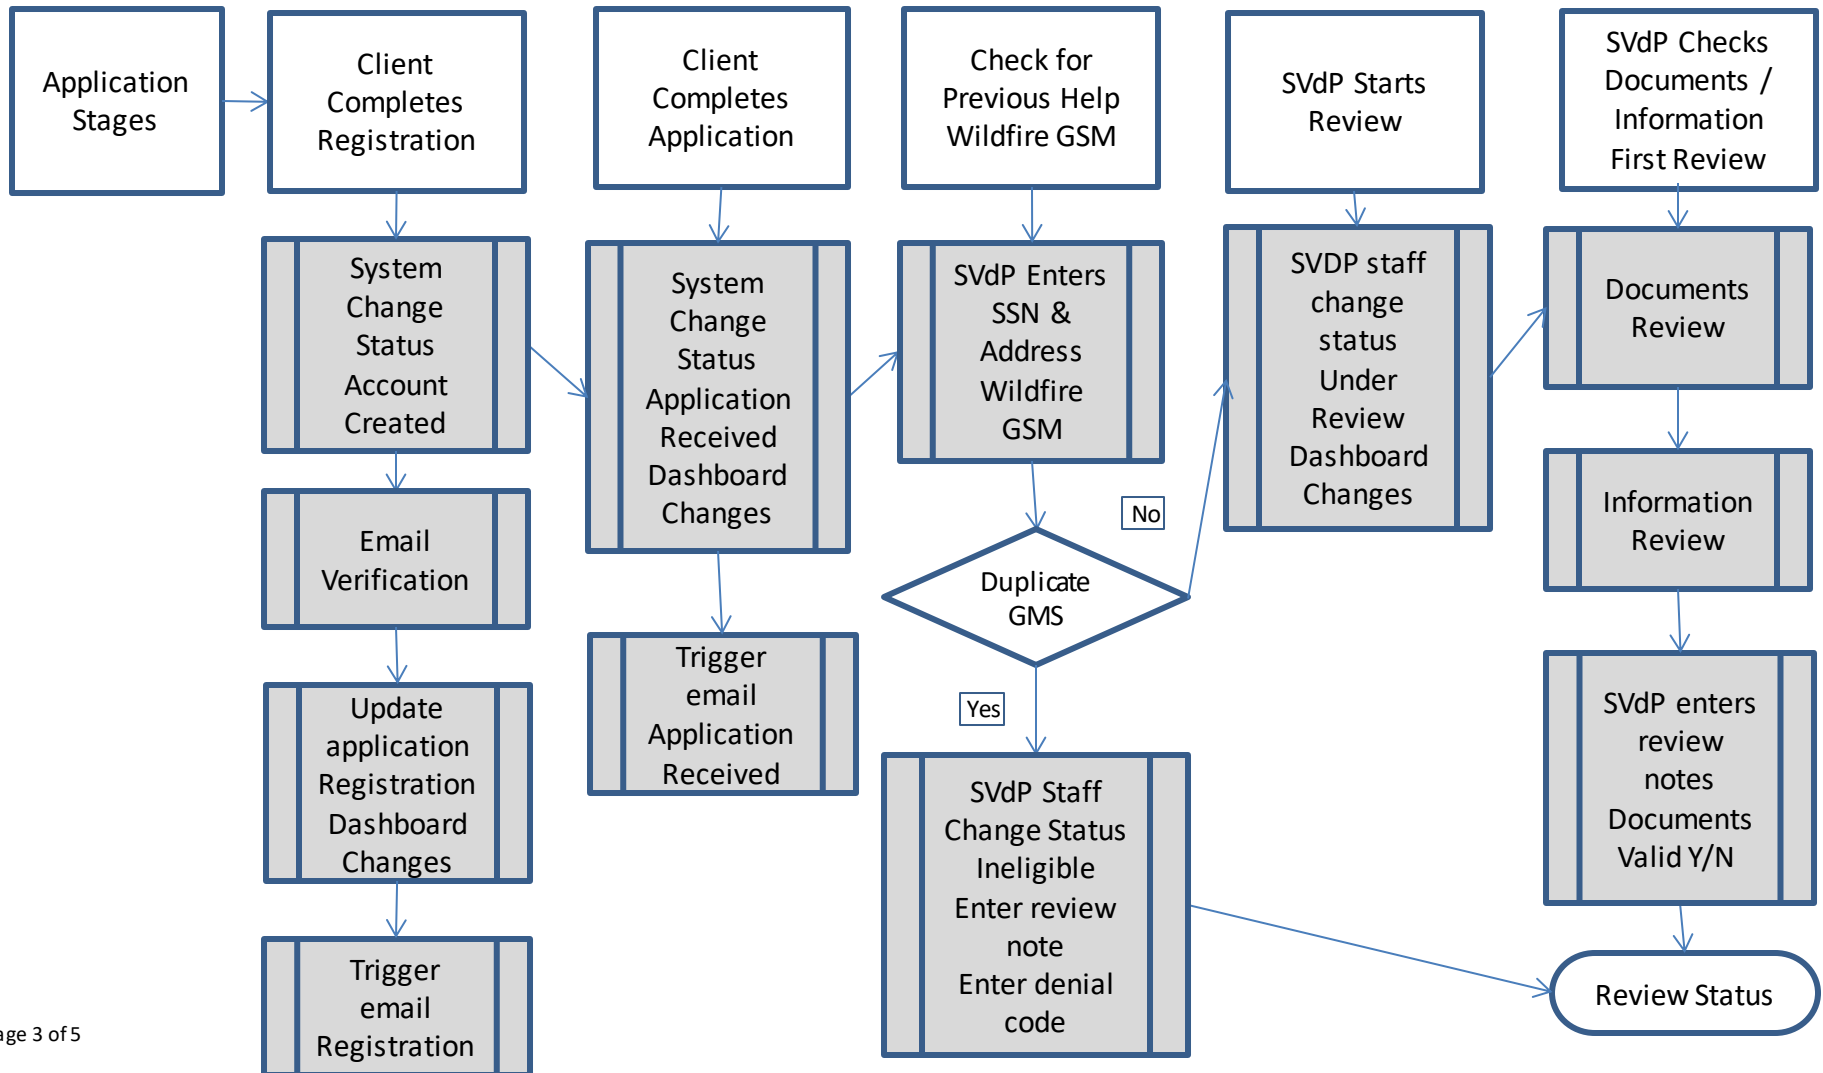 Application
Stages
Client
Completes
Registration
Client
Completes
Application
Check for
Previous Help
Wildfire GSM
SVdP Starts
Review
SVdP Checks
Documents /
Information
First Review
System
Change
Status
Account
Created
System
Change
Status
Application
Received
Dashboard
Changes
SVdP Enters
SSN &
Address
Wildfire
GSM
SVDP staff
change
status
Under
Review
Dashboard
Changes
Documents
Review
Email
Verification
No
Information
Review
Duplicate
GMS
Trigger
email
Application
Received
Yes
Update
application
Registration
Dashboard
Changes
SVdP enters
review
notes
Documents
Valid Y/N
SVdP Staff
Change Status
Ineligible
Enter review
note
Enter denial
code
Trigger
email
Registration
Review Status
age 3 of 5